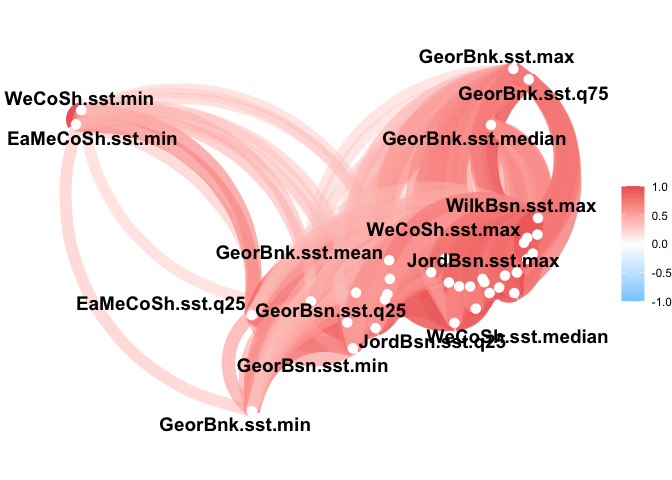 GeorBnk.sst.max
GeorBnk.sst.q75
WeCoSh.sst.min
EaMeCoSh.sst.min
GeorBnk.sst.median
1.0
0.5
0.0
-0.5
-1.0
WilkBsn.sst.max
WeCoSh.sst.max
GeorBnk.sst.mean
JordBsn.sst.max
EaMeCoSh.sst.q25
GeorBsn.sst.q25
WeCoSh.sst.median
JordBsn.sst.q25
GeorBsn.sst.min
GeorBnk.sst.min